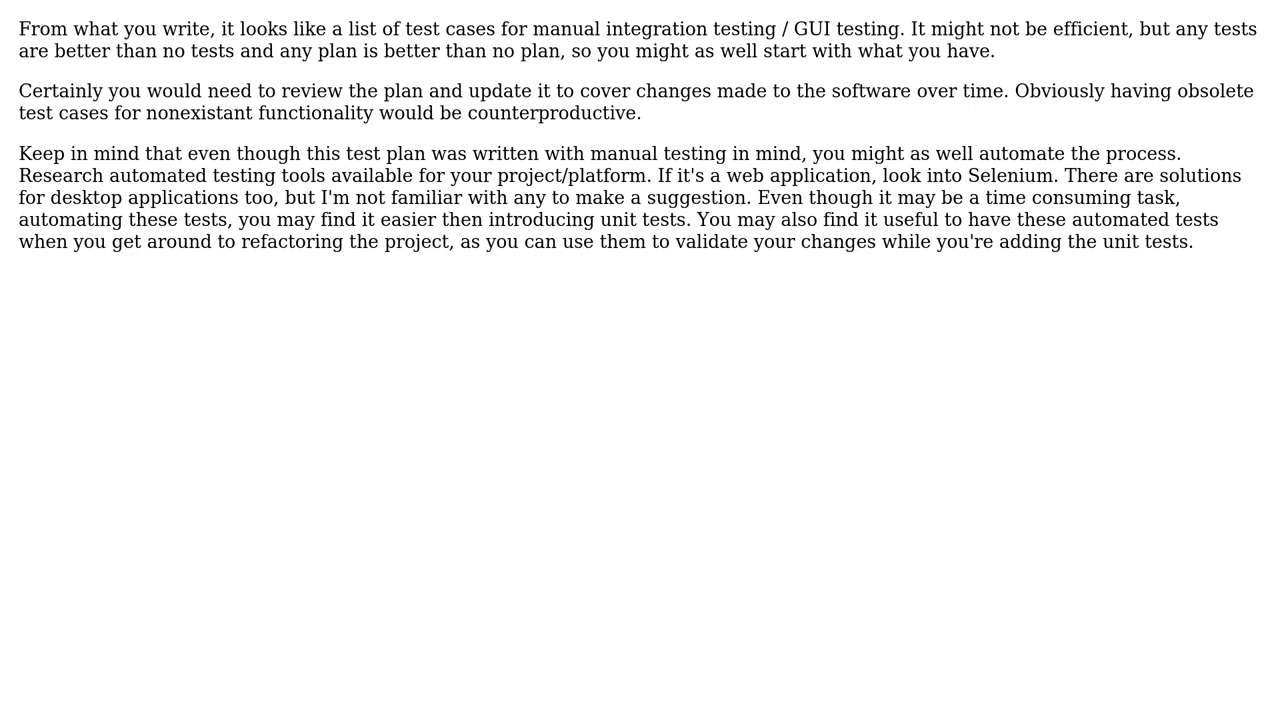 From what you write, it looks like a list of test cases for manual integration testing / GUI testing. It might not be efficient, but any tests
are better than no tests and any plan is better than no plan, so you might as well start with what you have.
Certainly you would need to review the plan and update it to cover changes made to the software over time. Obviously having obsolete
test cases for nonexistant functionality would be counterproductive.
Keep in mind that even though this test plan was written with manual testing in mind, you might as well automate the process.
Research automated testing tools available for your project/platform. If it's a web application, look into Selenium. There are solutions
for desktop applications too, but I'm not familiar with any to make a suggestion. Even though it may be a time consuming task,
automating these tests, you may find it easier then introducing unit tests. You may also find it useful to have these automated tests
when you get around to refactoring the project, as you can use them to validate your changes while you're adding the unit tests.